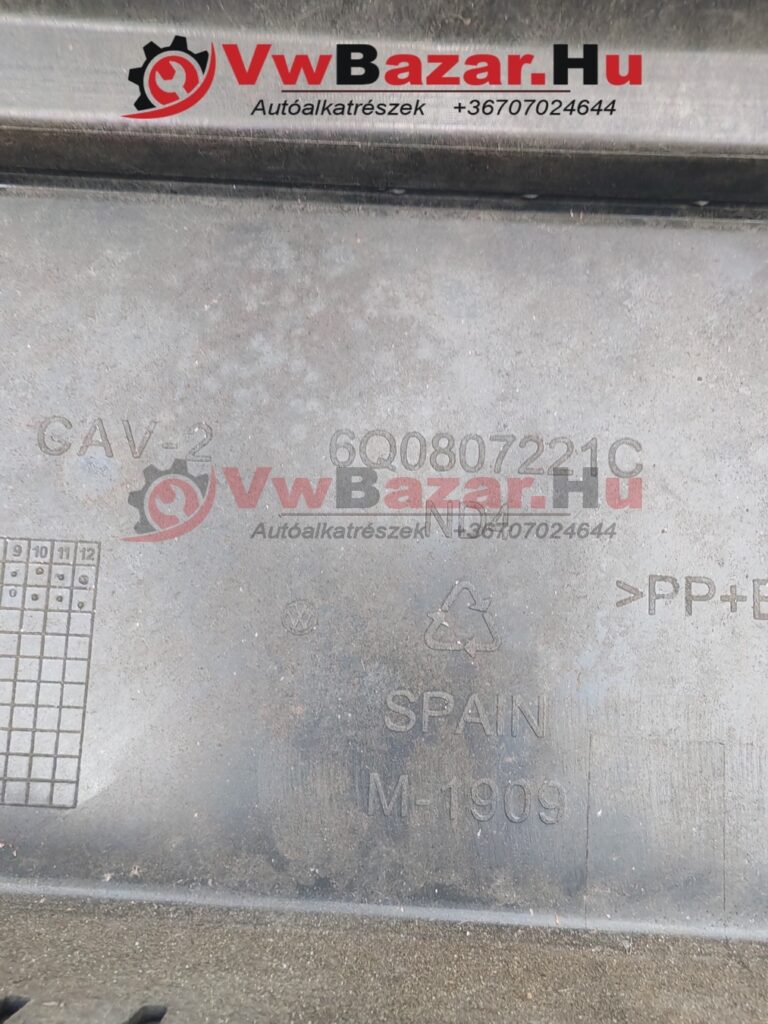 VwBazar.Hu
Autóalkatrészek +36707024644
CAV-2 6Q0807221C
VwBazar.Hu
Autóalkatrészek +36707024644
9 10 11 12
>PP+E
SPAIN
M-1909